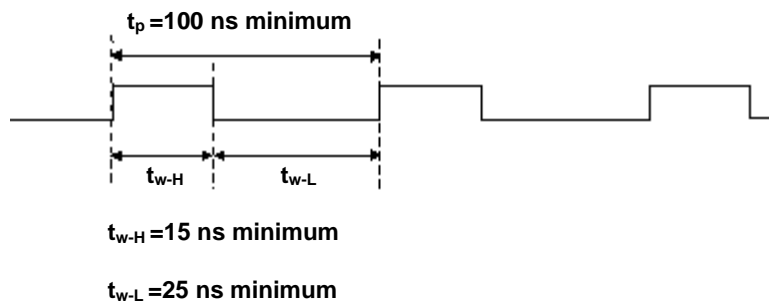 tp =100 ns minimum
tw-H tw-L
tw-H =15 ns minimum
tw-L =25 ns minimum